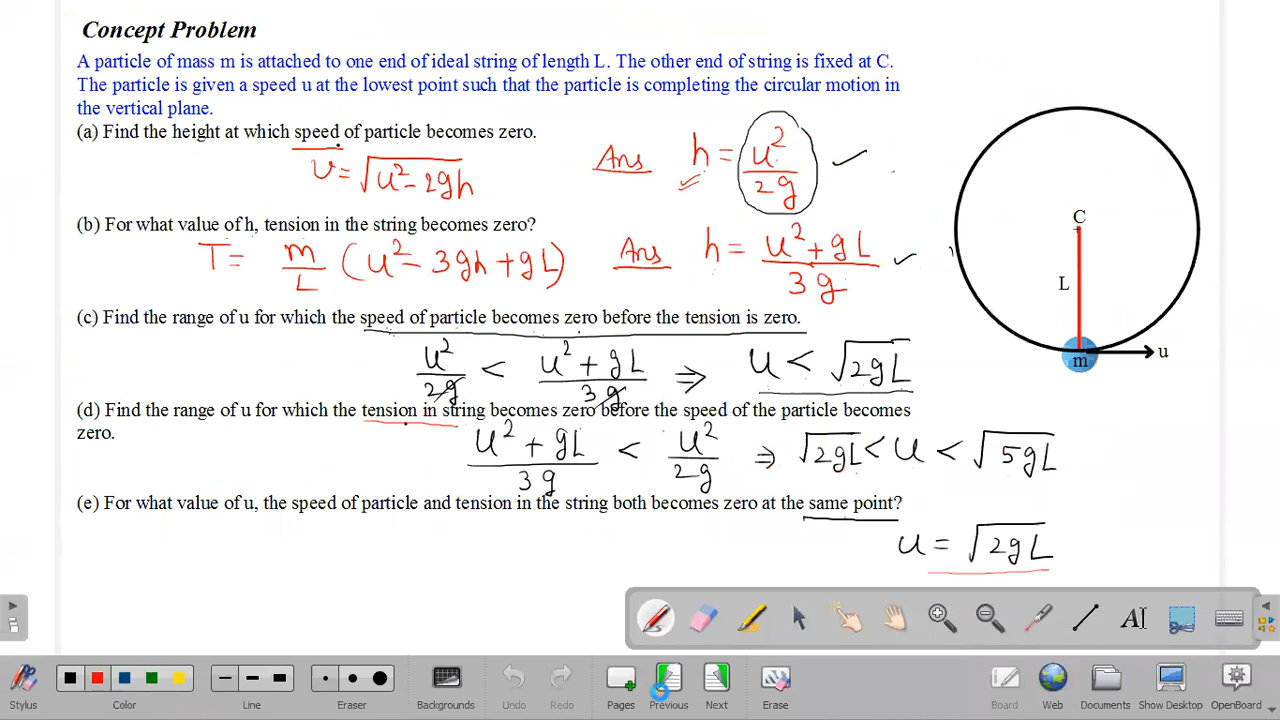 Concept Problem
A particle of mass m is attached to one end of ideal string of length L. The other end of string is fixed at C.
The particle is given a speed u at the lowest point such that the particle is completing the circular motion in
the vertical plane.
(a) Find the height at which speed of particle becomes zero.
v = √(u² - 2gh)
Ans h = u²/2g
(b) For what value of h, tension in the string becomes zero?
T = m/L (u² - 3gh + gL)
Ans h = (u² + gL)/3g
(c) Find the range of u for which the speed of particle becomes zero before the tension is zero.
u²/2g < (u² + gL)/3g ⇒ u < √2gL
(d) Find the range of u for which the tension in string becomes zero before the speed of the particle becomes
zero.
(u² + gL)/3g < u²/2g ⇒ √2gL < u < √5gL
(e) For what value of u, the speed of particle and tension in the string both becomes zero at the same point?
u = √2gL
C
L
m
u
AI
Stylus
Color
Line
Eraser
Backgrounds
Undo
Redo
Pages
Previous
Next
Erase
Board
Web
Documents
Show Desktop
OpenBoard